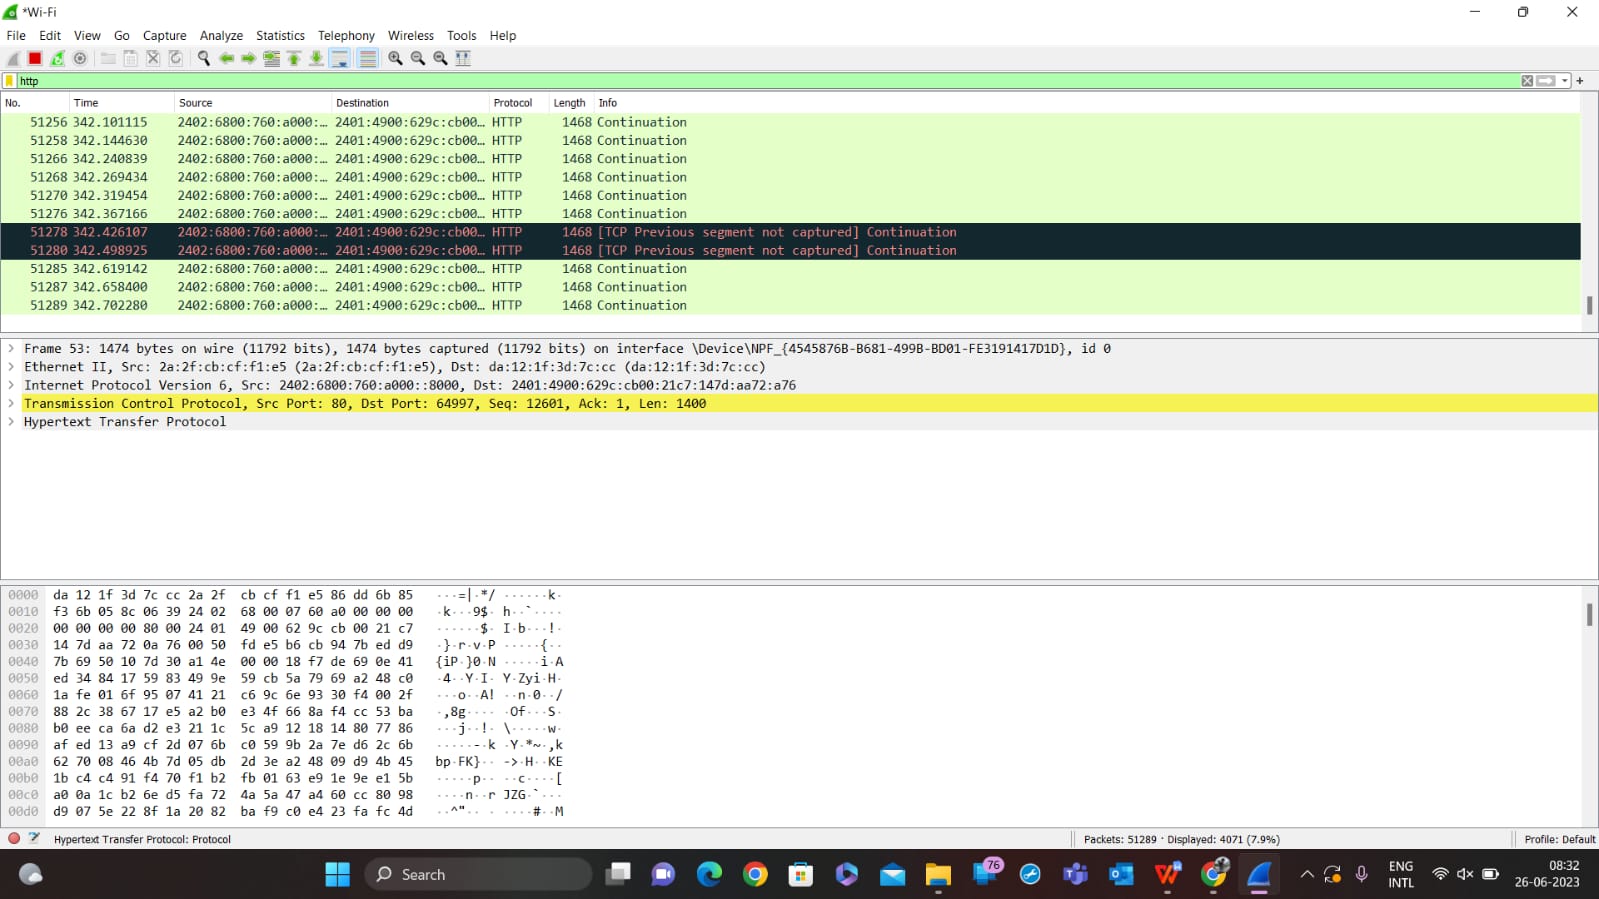 *Wi-Fi
File Edit View Go Capture Analyze Statistics Telephony Wireless Tools Help
http
No. Time Source Destination Protocol Length Info
51256 342.101115 2402:6800:760:a000:… 2401:4900:629c:cb00… HTTP 1468 Continuation
51258 342.144630 2402:6800:760:a000:… 2401:4900:629c:cb00… HTTP 1468 Continuation
51266 342.240839 2402:6800:760:a000:… 2401:4900:629c:cb00… HTTP 1468 Continuation
51268 342.269434 2402:6800:760:a000:… 2401:4900:629c:cb00… HTTP 1468 Continuation
51270 342.319454 2402:6800:760:a000:… 2401:4900:629c:cb00… HTTP 1468 Continuation
51276 342.367166 2402:6800:760:a000:… 2401:4900:629c:cb00… HTTP 1468 Continuation
51278 342.426107 2402:6800:760:a000:… 2401:4900:629c:cb00… HTTP 1468 [TCP Previous segment not captured] Continuation
51280 342.498925 2402:6800:760:a000:… 2401:4900:629c:cb00… HTTP 1468 [TCP Previous segment not captured] Continuation
51285 342.619142 2402:6800:760:a000:… 2401:4900:629c:cb00… HTTP 1468 Continuation
51287 342.658400 2402:6800:760:a000:… 2401:4900:629c:cb00… HTTP 1468 Continuation
51289 342.702280 2402:6800:760:a000:… 2401:4900:629c:cb00… HTTP 1468 Continuation
Frame 53: 1474 bytes on wire (11792 bits), 1474 bytes captured (11792 bits) on interface \Device\NPF_{4545876B-B681-499B-BD01-FE3191417D1D}, id 0
Ethernet II, Src: 2a:2f:cb:cf:f1:e5 (2a:2f:cb:cf:f1:e5), Dst: da:12:1f:3d:7c:cc (da:12:1f:3d:7c:cc)
Internet Protocol Version 6, Src: 2402:6800:760:a000::8000, Dst: 2401:4900:629c:cb00:21c7:147d:aa72:a76
Transmission Control Protocol, Src Port: 80, Dst Port: 64997, Seq: 12601, Ack: 1, Len: 1400
Hypertext Transfer Protocol
0000 da 12 1f 3d 7c cc 2a 2f cb cf f1 e5 86 dd 6b 85 ···=|·*/ ······k·
0010 f3 6b 05 8c 06 39 24 02 68 00 07 60 a0 00 00 00 ·k···9$· h··`····
0020 00 00 00 00 80 00 24 01 49 00 62 9c cb 00 21 c7 ······$· I·b···!·
0030 14 7d aa 72 0a 76 00 50 fd e5 b6 cb 94 7b ed d9 ·}·r·v·P ·····{··
0040 7b 69 50 10 7d 30 a1 4e 00 00 18 f7 de 69 0e 41 {iP·}0·N ·····i·A
0050 ed 34 84 17 59 83 49 9e 59 cb 5a 79 69 a2 48 c0 ·4··Y·I· Y·Zyi·H·
0060 1a fe 01 6f 95 07 41 21 c6 9c 6e 93 30 f4 00 2f ···o··A! ··n·0··/
0070 88 2c 38 67 17 e5 a2 b0 e3 4f 66 8a f4 cc 53 ba ·,8g···· ·Of···S·
0080 b0 ee ca 6a d2 e3 21 1c 5c a9 12 18 14 80 77 86 ···j··!· \·····w·
0090 af ed 13 a9 cf 2d 07 6b c0 59 9b 2a 7e d6 2c 6b ·····-·k ·Y·*~·,k
00a0 62 70 08 46 4b 7d 05 db 2d 3e a2 48 09 d9 4b 45 bp·FK}·· ->·H··KE
00b0 1b c4 c4 91 f4 70 f1 b2 fb 01 63 e9 1e 9e e1 5b ·····p·· ··c····[
00c0 a0 0a 1c b2 6e d5 fa 72 4a 5a 47 a4 60 cc 80 98 ····n··r JZG·`···
00d0 d9 07 5e 22 8f 1a 20 82 ba f9 c0 e4 23 fa fc 4d ··^"·· · ····#··M
Hypertext Transfer Protocol: Protocol Packets: 51289 · Displayed: 4071 (7.9%) Profile: Default
Search 76 ENG INTL 08:32
26-06-2023